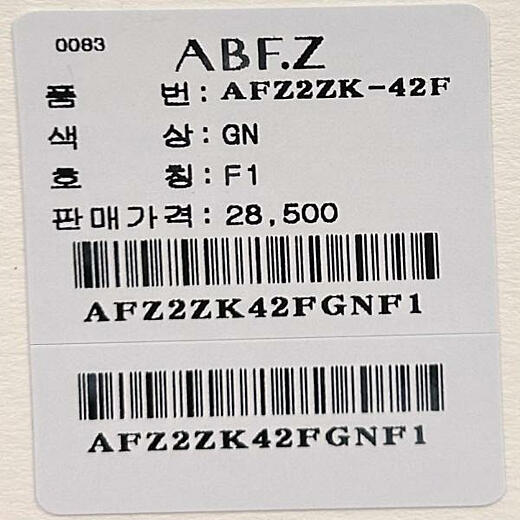 0083
ABF.Z
품 번 : AFZ2ZK-42F
색 상 : GN
호 칭 : F1
판매가격 : 28,500
AFZ2ZK42FGNF1
AFZ2ZK42FGNF1